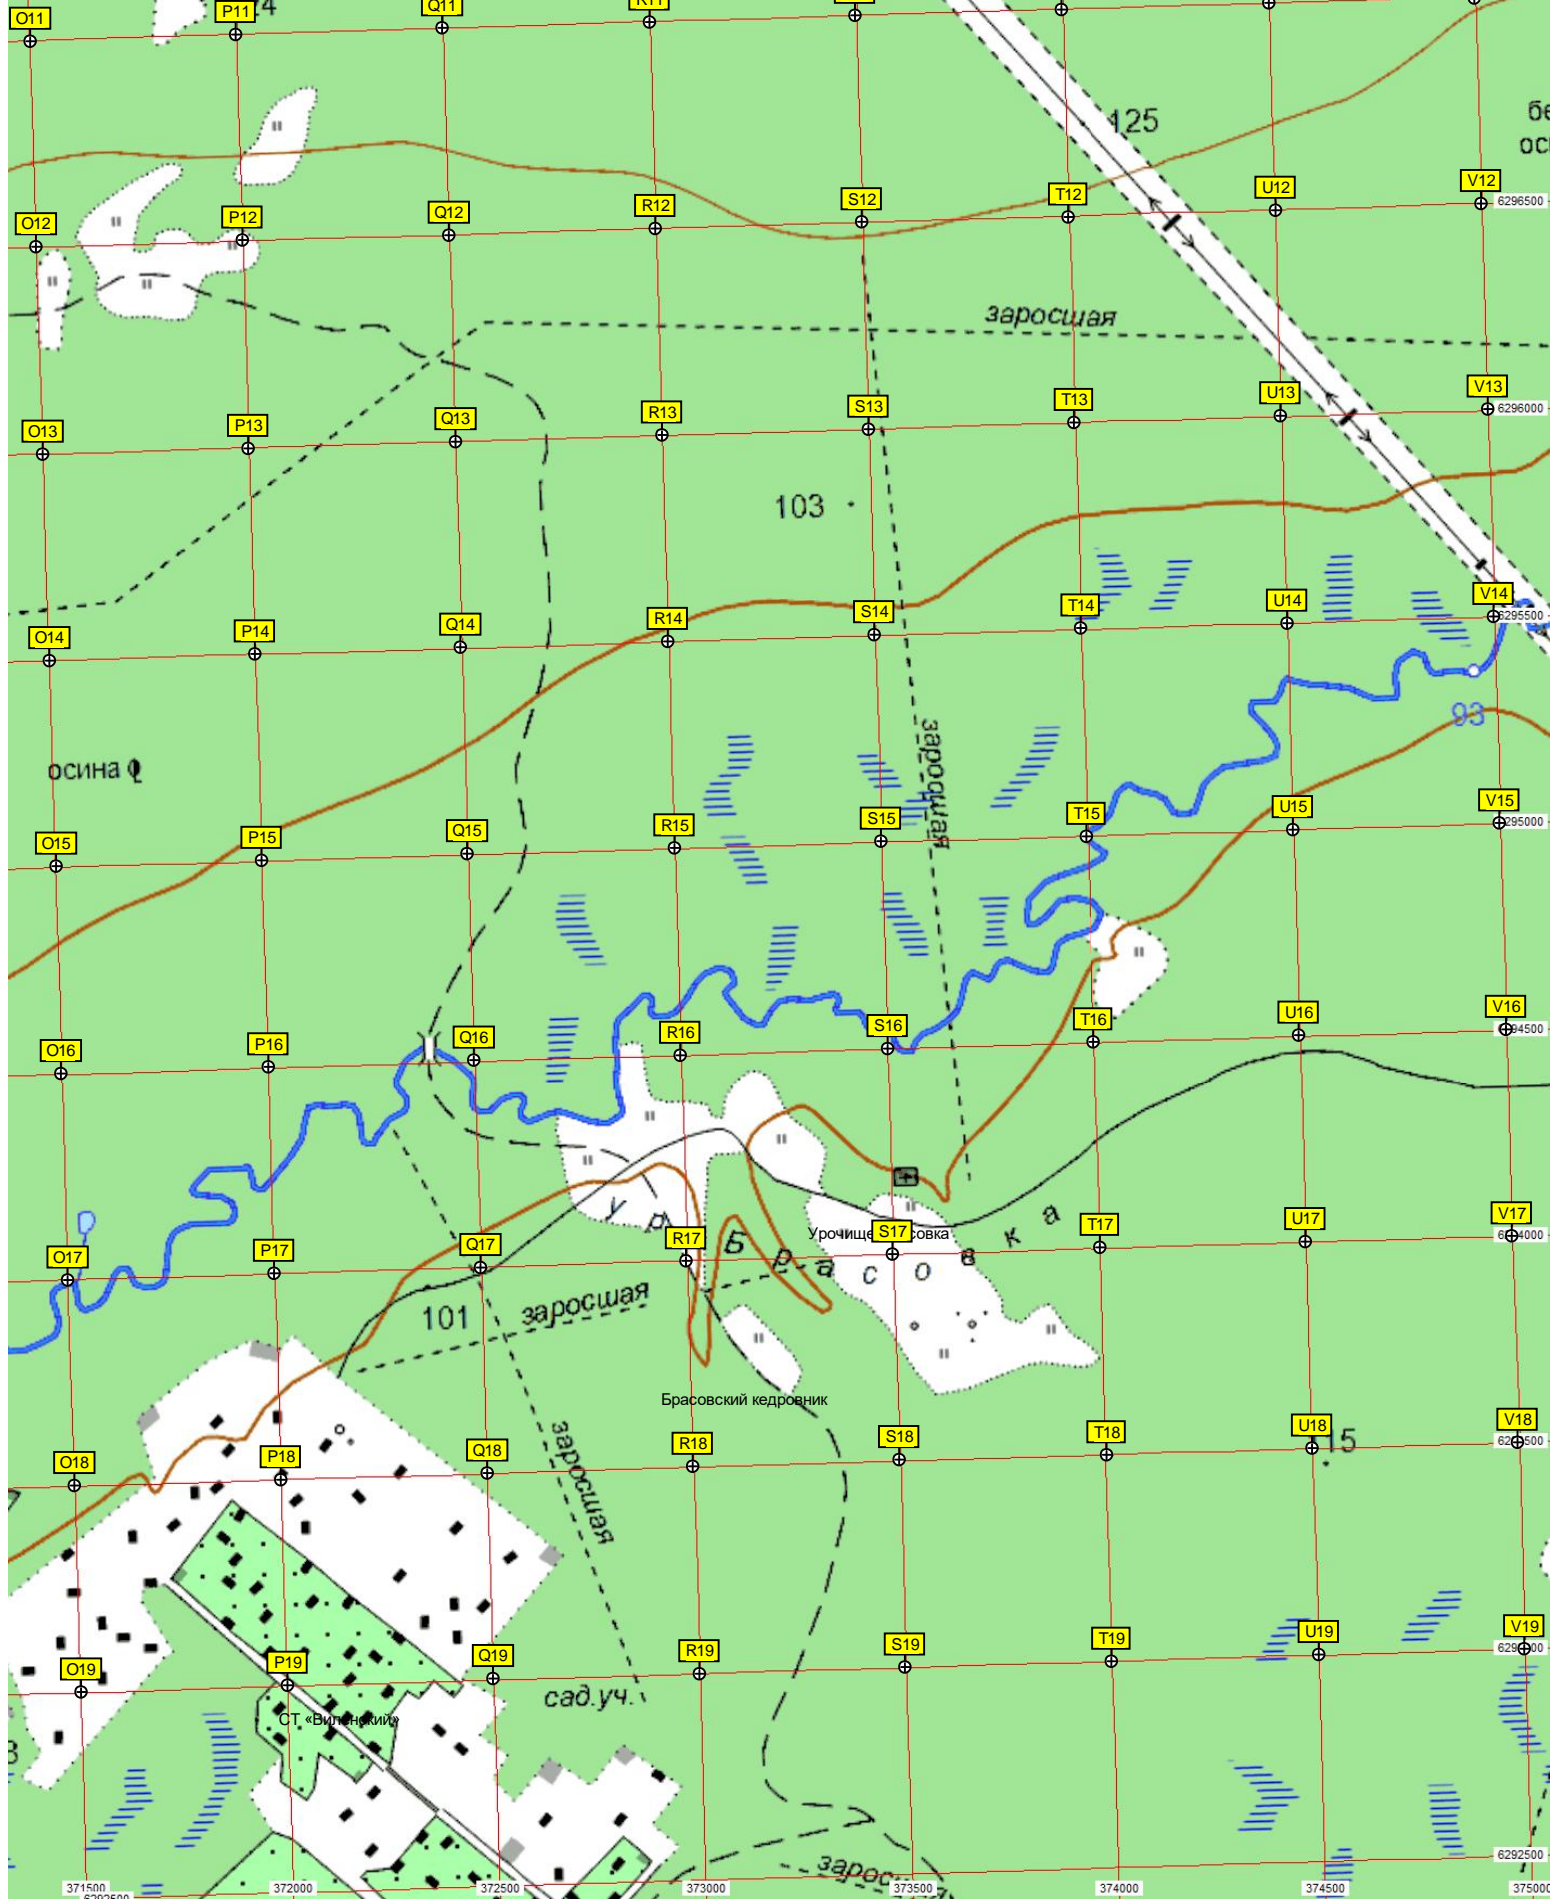 O11 P11 Q11
125
O12 P12 Q12 R12 S12 T12 U12 V12
6296500
заросшая
O13 P13 Q13 R13 S13 T13 U13 V13
6296000
103
O14 P14 Q14 R14 S14 T14 U14 V14
6295500
93
осина
заросшая
O15 P15 Q15 R15 S15 T15 U15 V15
O16 P16 Q16 R16 S16 T16 U16 V16
O17 P17 Q17 R17 S17 T17 U17 V17
ур. Брасовка
101
заросшая
Брасовский кедровник
O18 P18 Q18 R18 S18 T18 U18 V18
заросшая
O19 P19 Q19 R19 S19 T19 U19 V19
сад.уч.
СТ «Виленский»
6292500
371500 372000 372500 373000 373500 374000 374500 375000